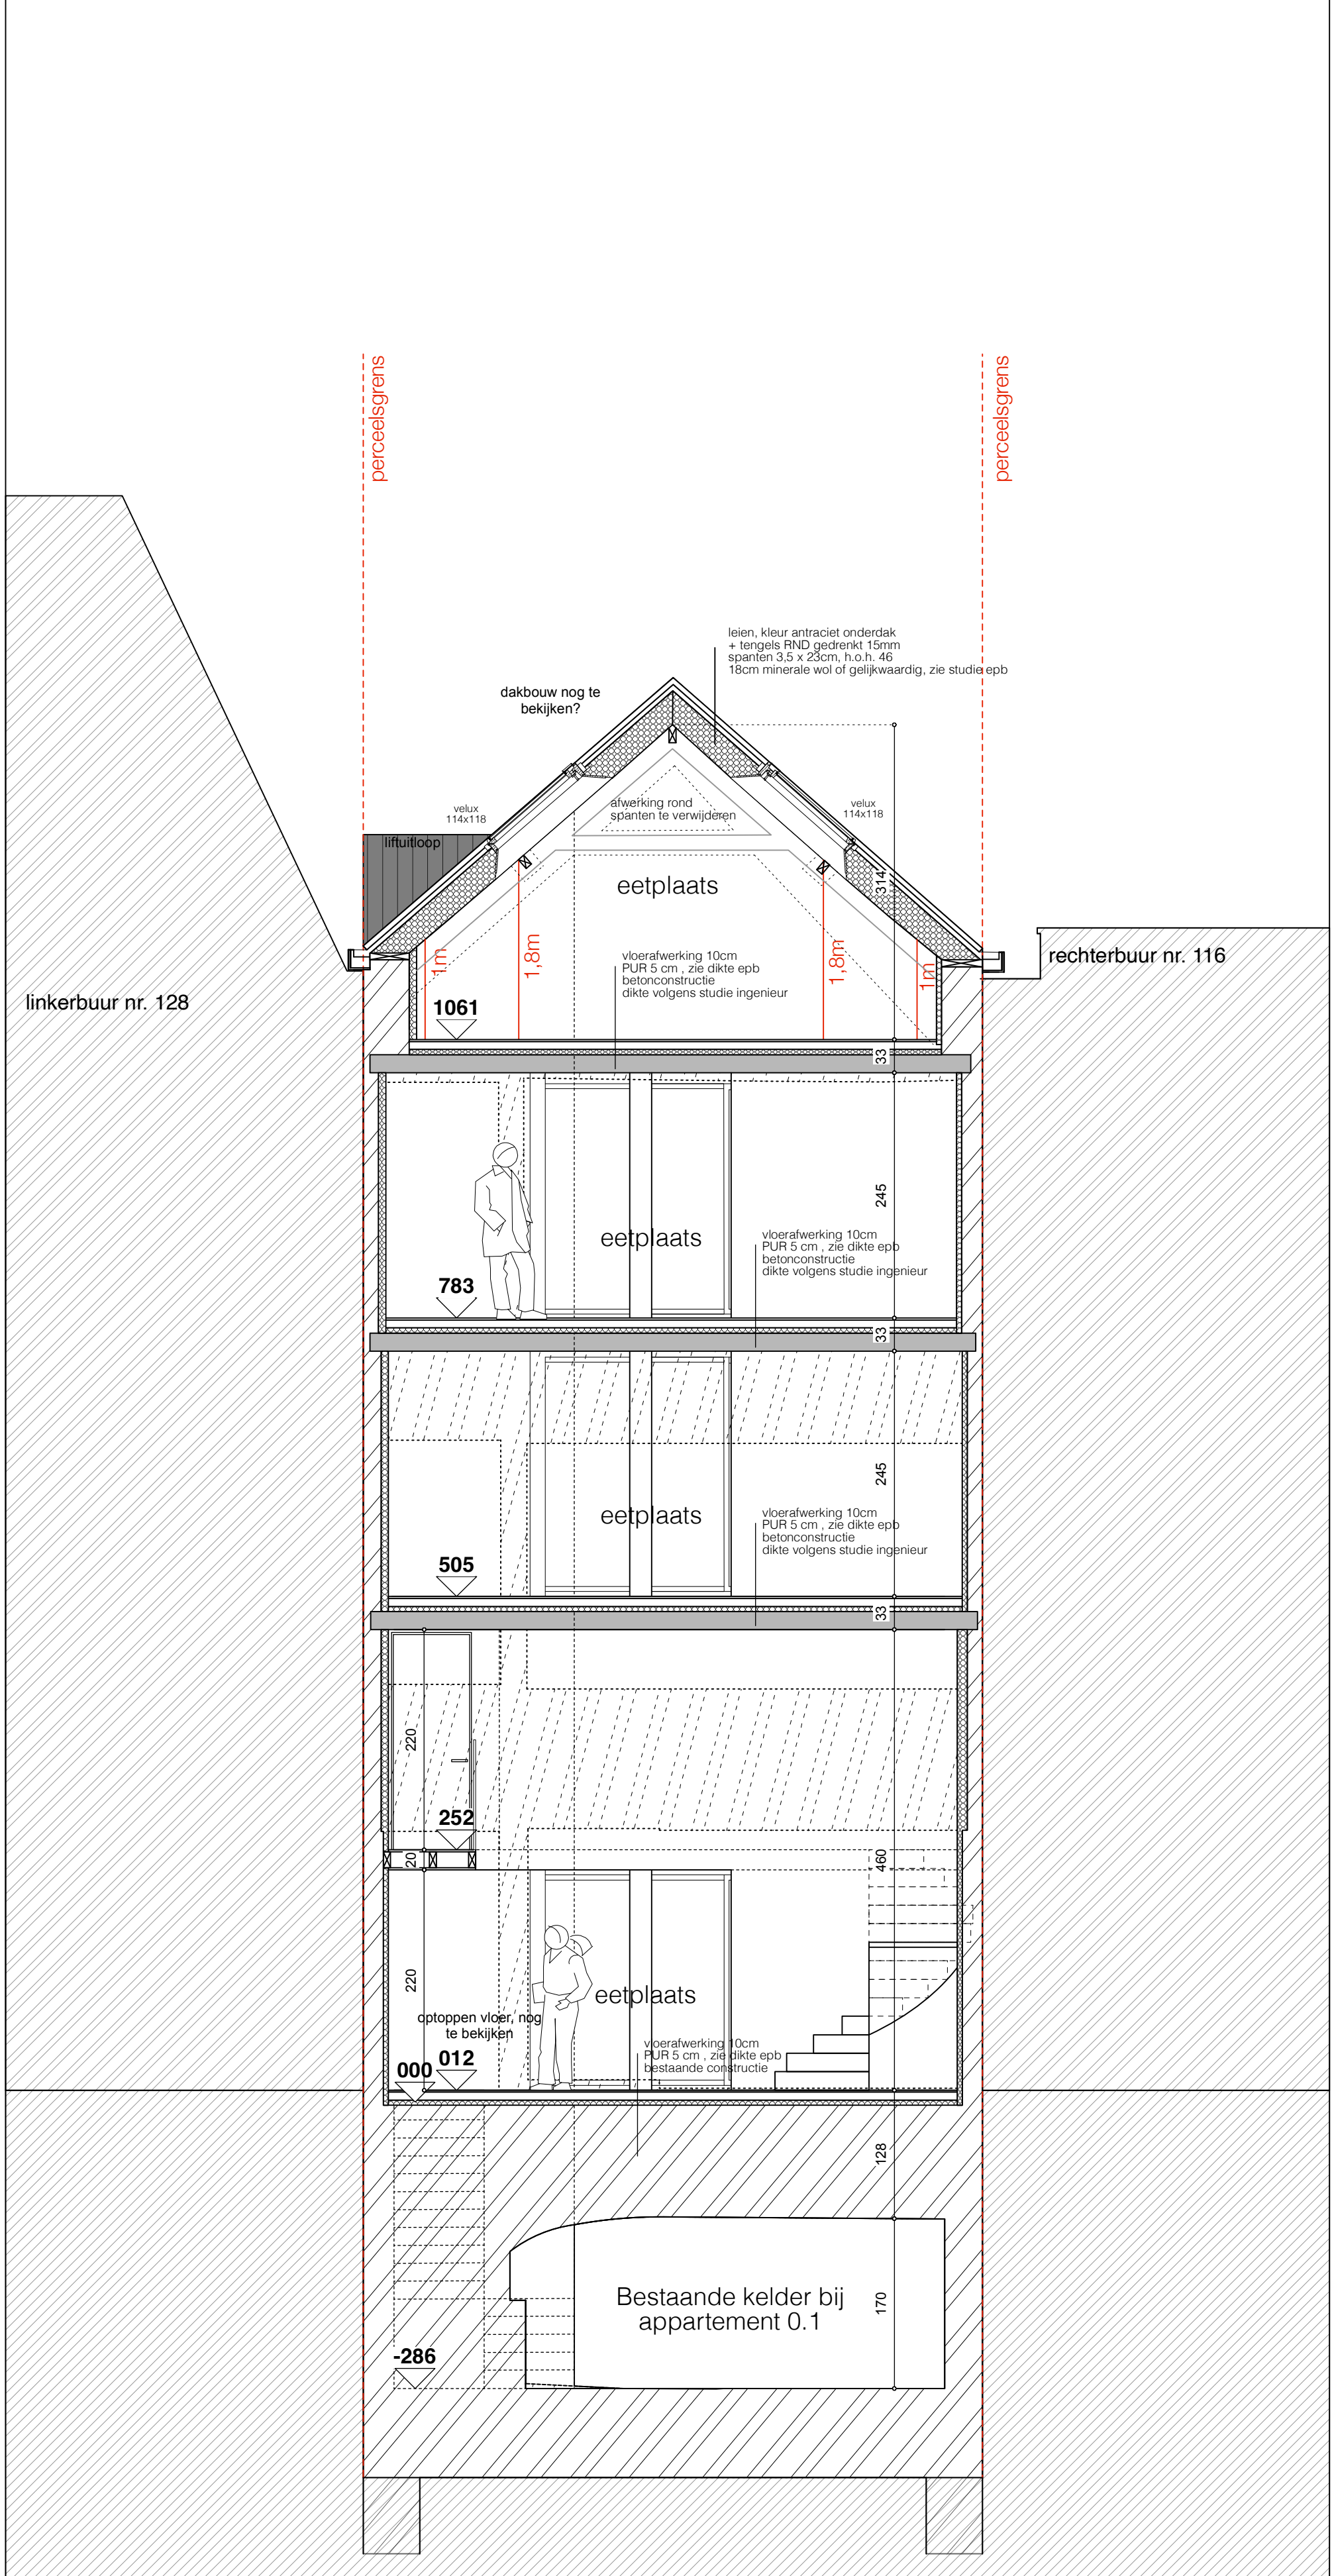 perceelsgrens
perceelsgrens
leien, kleur antraciet onderdak
+ tengels RND gedrenkt 15mm
spanten 3,5 x 23cm, h.o.h. 46
18cm minerale wol of gelijkwaardig, zie studie epb
dakbouw nog te
bekijken?
velux
114x118
afwerking rond
spanten te verwijderen
velux
114x118
liftuitloop
eetplaats
314
1m
1,8m
vloerafwerking 10cm
PUR 5 cm , zie dikte epb
betonconstructie
dikte volgens studie ingenieur
1,8m
1m
rechterbuur nr. 116
linkerbuur nr. 128
1061
33
245
eetplaats
vloerafwerking 10cm
PUR 5 cm , zie dikte epb
betonconstructie
dikte volgens studie ingenieur
783
33
245
eetplaats
vloerafwerking 10cm
PUR 5 cm , zie dikte epb
betonconstructie
dikte volgens studie ingenieur
505
33
220
252
20
460
220
eetplaats
optoppen vloer, nog
te bekijken
vloerafwerking 10cm
PUR 5 cm , zie dikte epb
bestaande constructie
012
000
128
Bestaande kelder bij
appartement 0.1
170
-286